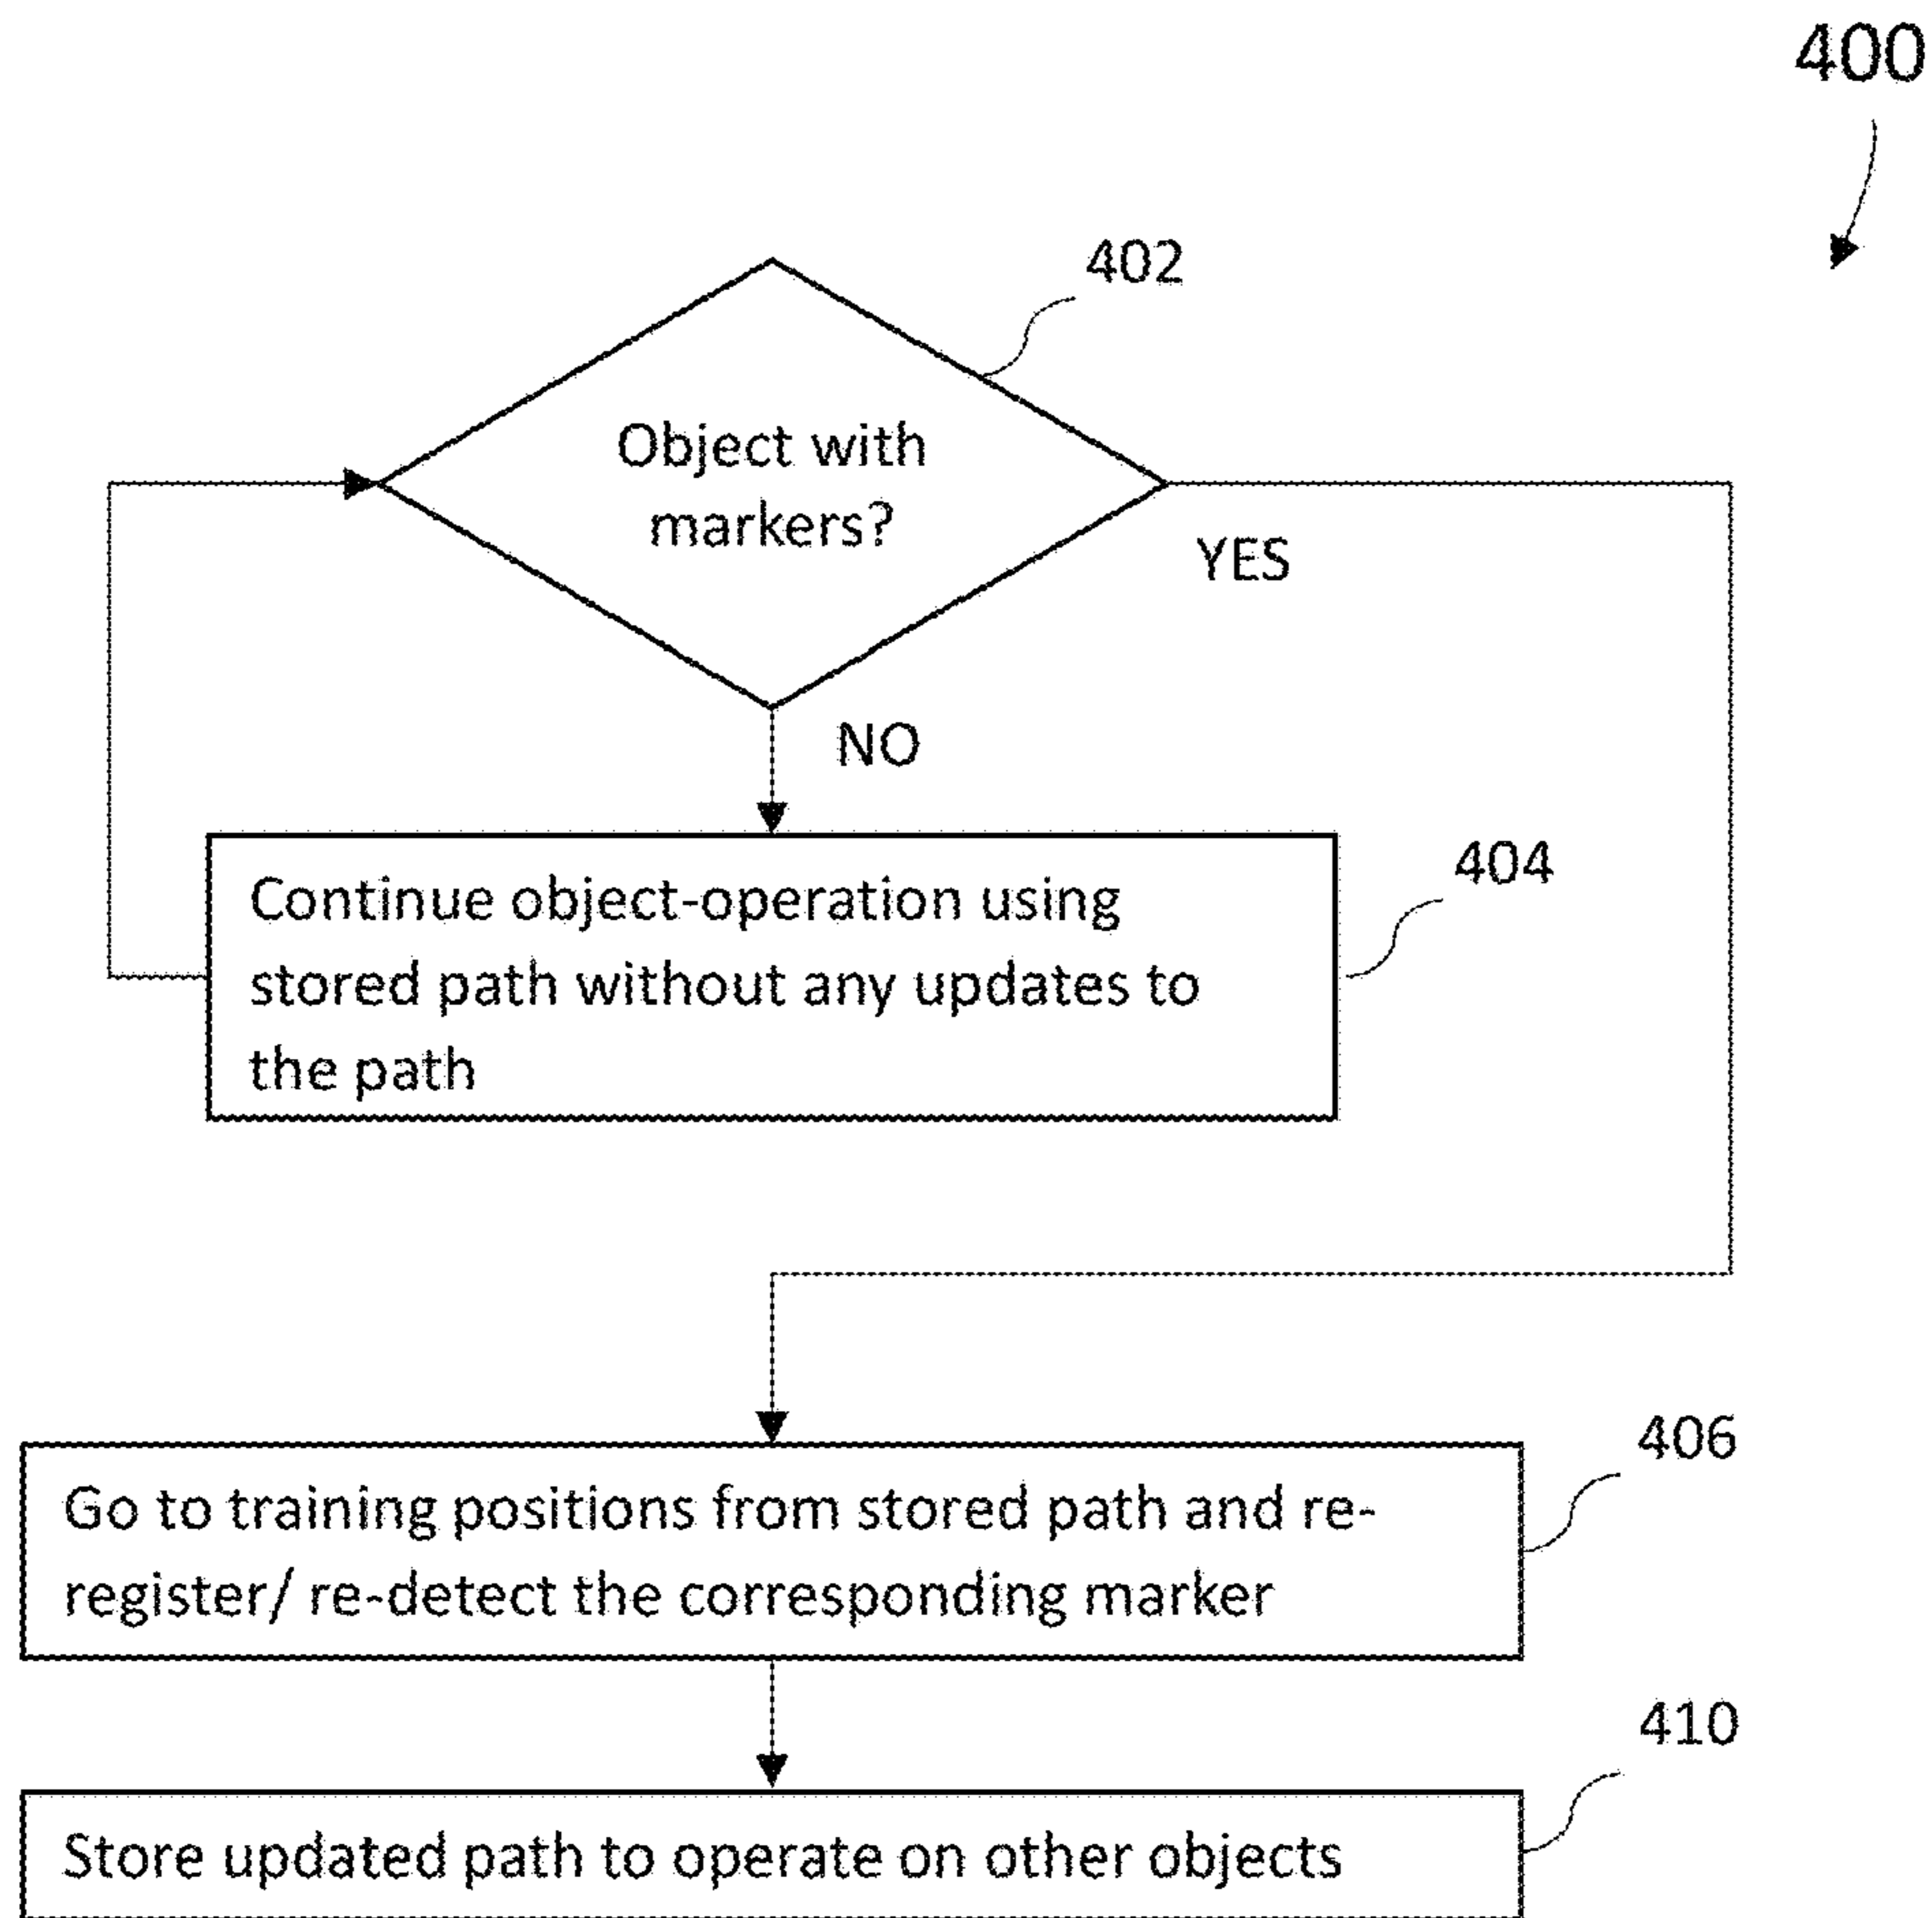 400
402
Object with
markers?
YES
NO
404
Continue object-operation using
stored path without any updates to
the path
406
Go to training positions from stored path and re-
register/ re-detect the corresponding marker
410
Store updated path to operate on other objects